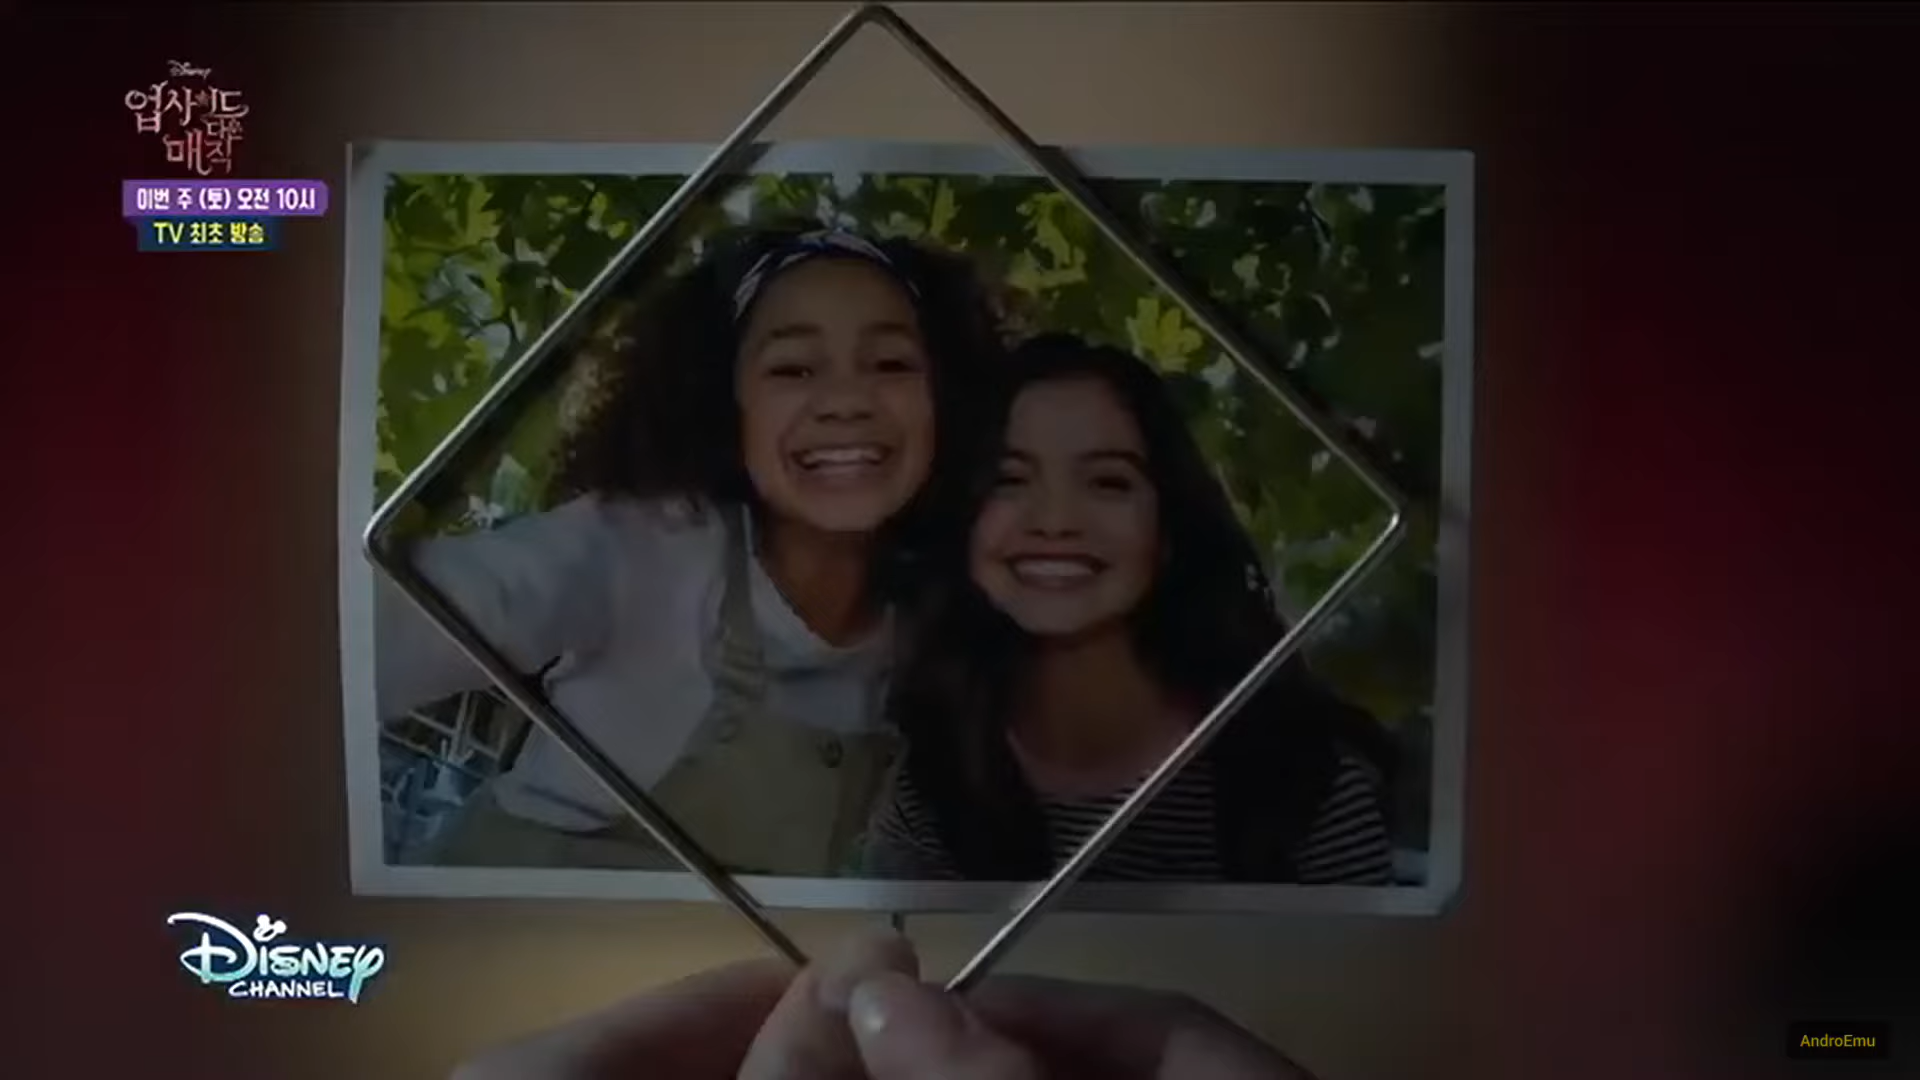 Disney
업사이드
다운
매직
이번 주 (토) 오전 10시
TV 최초 방송
DISNEY
CHANNEL
AndroEmu